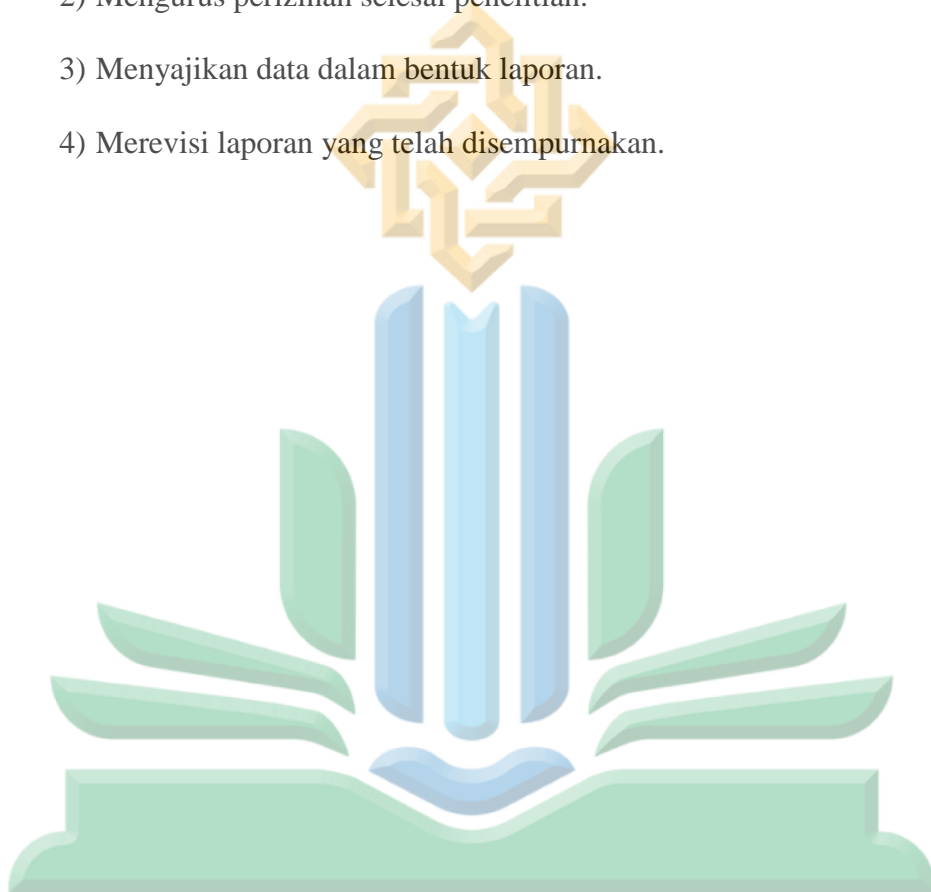 2) Mengurus perizinan selesai penelitian.
3) Menyajikan data dalam bentuk laporan.
4) Merevisi laporan yang telah disempurnakan.